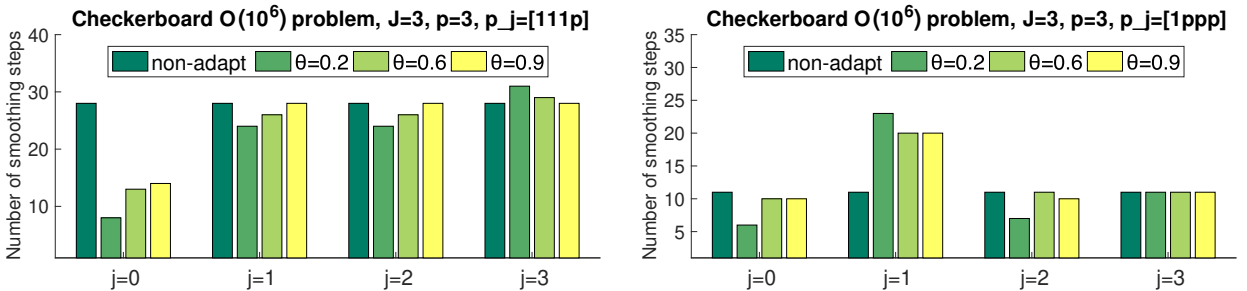 Checkerboard O(10⁶) problem, J=3, p=3, p_j=[111p]
Number of smoothing steps
40
30
20
10
non-adapt θ=0.2 θ=0.6 θ=0.9
j=0 j=1 j=2 j=3
Checkerboard O(10⁶) problem, J=3, p=3, p_j=[1ppp]
Number of smoothing steps
35
30
25
20
15
10
5
non-adapt θ=0.2 θ=0.6 θ=0.9
j=0 j=1 j=2 j=3